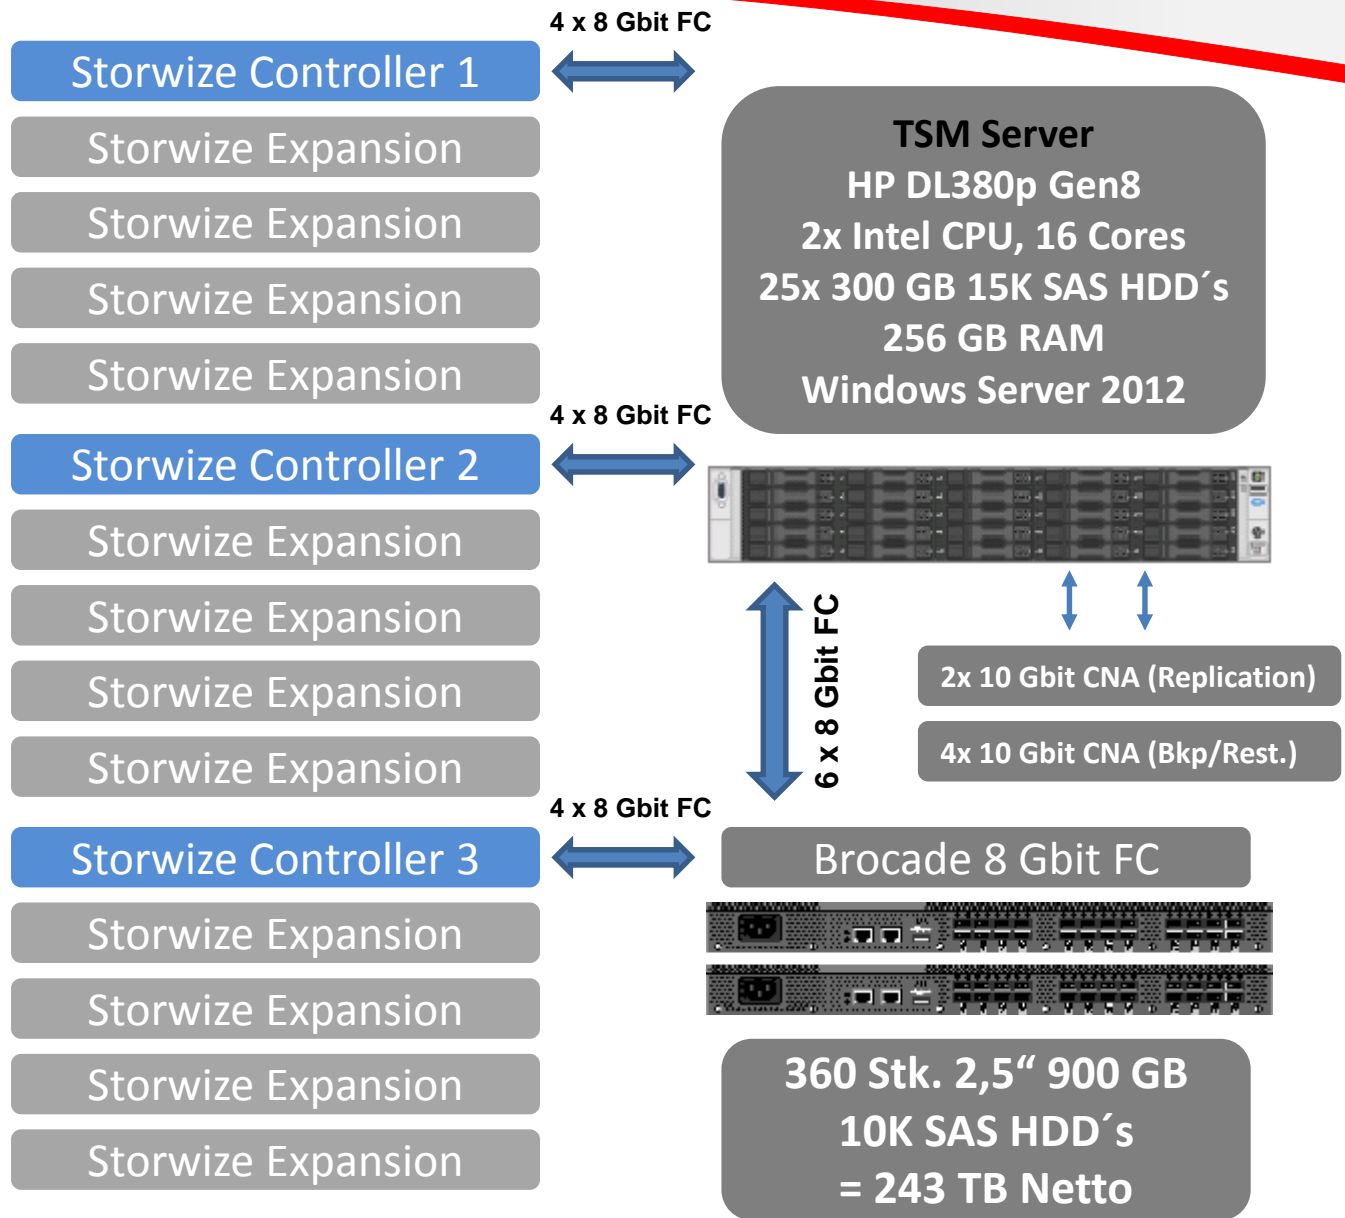 4 x 8 Gbit FC
Storwize Controller 1
Storwize Expansion
Storwize Expansion
Storwize Expansion
Storwize Expansion
4 x 8 Gbit FC
Storwize Controller 2
Storwize Expansion
Storwize Expansion
Storwize Expansion
Storwize Expansion
4 x 8 Gbit FC
Storwize Controller 3
Storwize Expansion
Storwize Expansion
Storwize Expansion
Storwize Expansion
TSM Server
HP DL380p Gen8
2x Intel CPU, 16 Cores
25x 300 GB 15K SAS HDD´s
256 GB RAM
Windows Server 2012
6 x 8 Gbit FC
2x 10 Gbit CNA (Replication)
4x 10 Gbit CNA (Bkp/Rest.)
Brocade 8 Gbit FC
360 Stk. 2,5“ 900 GB
10K SAS HDD´s
= 243 TB Netto